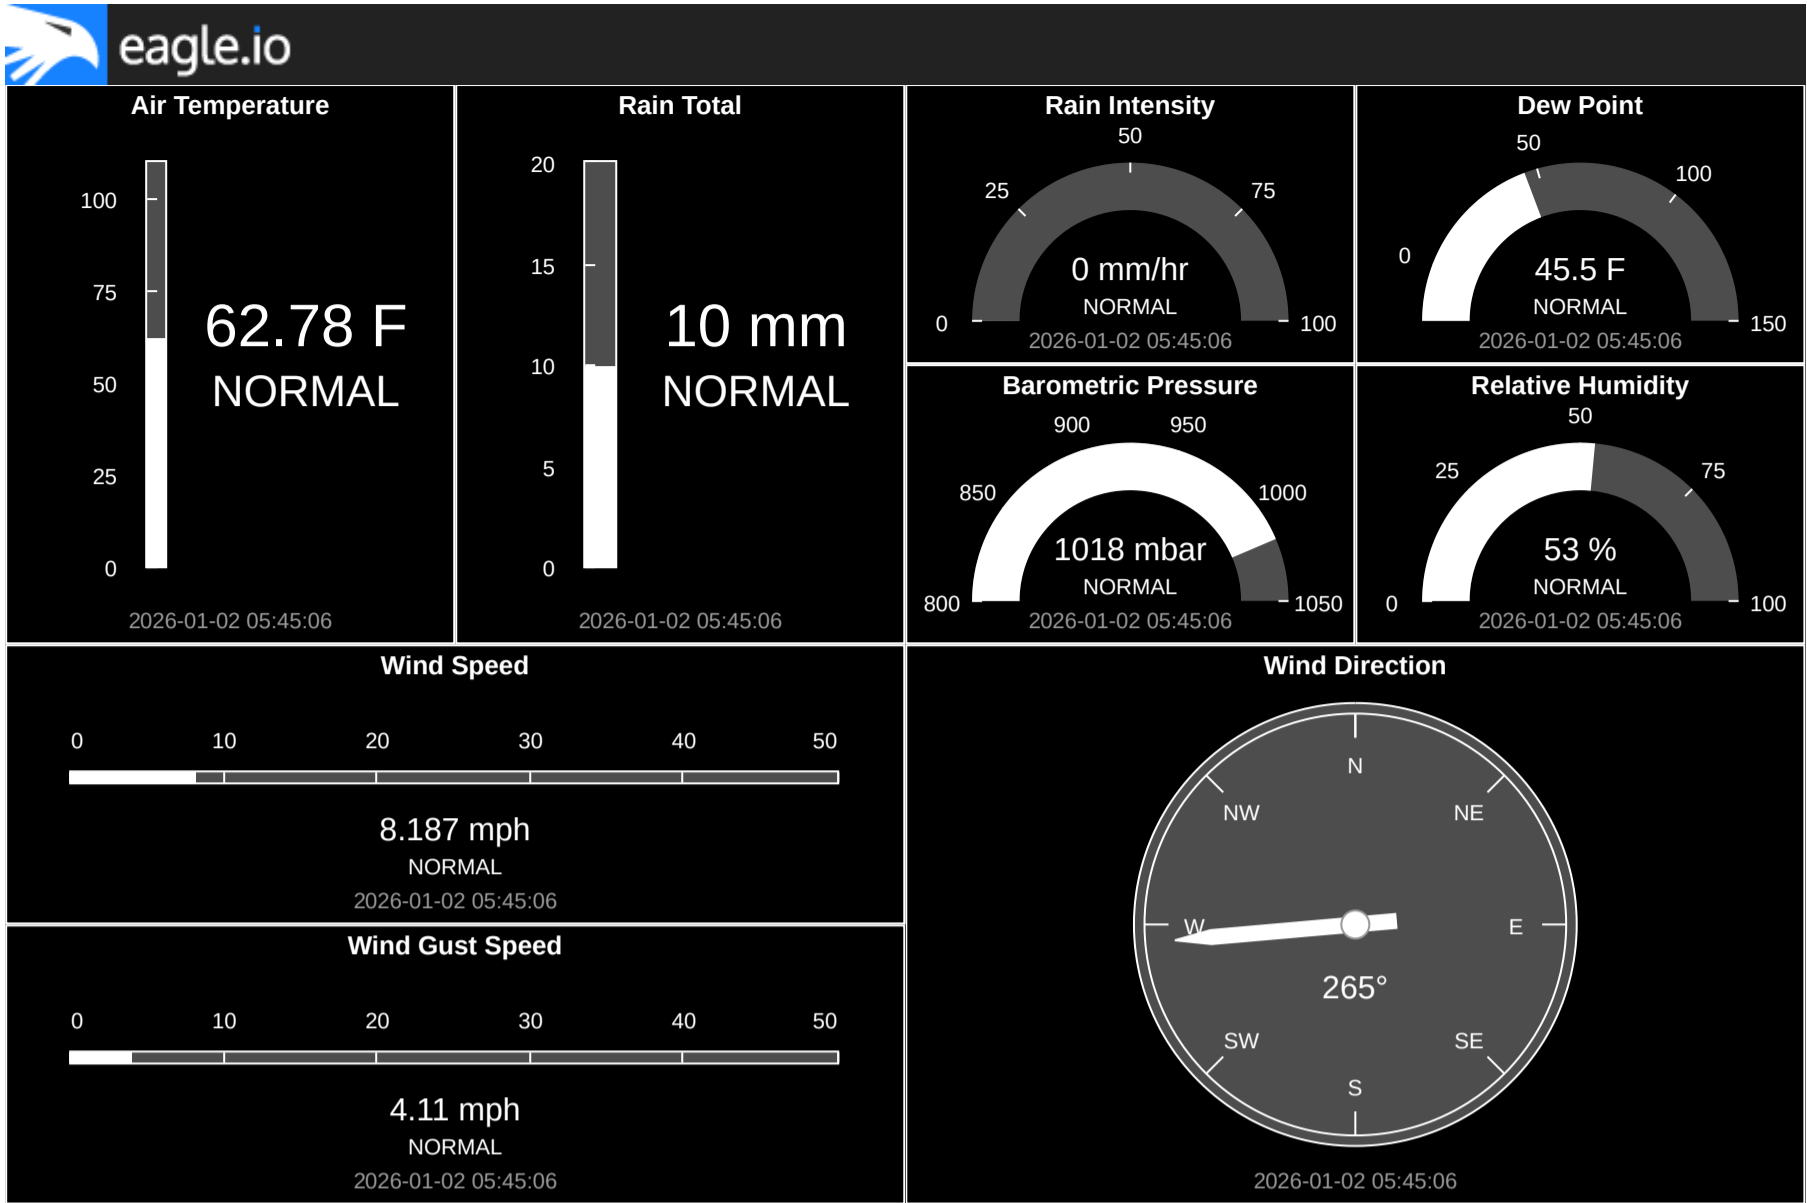 eagle.io
Air Temperature
100
75
50
25
0
62.78 F
NORMAL
2026-01-02 05:45:06
Rain Total
20
15
10
5
0
10 mm
NORMAL
2026-01-02 05:45:06
Rain Intensity
50
25
75
0
100
0 mm/hr
NORMAL
2026-01-02 05:45:06
Dew Point
50
100
0
150
45.5 F
NORMAL
2026-01-02 05:45:06
Barometric Pressure
900
950
850
1000
800
1050
1018 mbar
NORMAL
2026-01-02 05:45:06
Relative Humidity
50
25
75
0
100
53 %
NORMAL
2026-01-02 05:45:06
Wind Speed
0 10 20 30 40 50
8.187 mph
NORMAL
2026-01-02 05:45:06
Wind Gust Speed
0 10 20 30 40 50
4.11 mph
NORMAL
2026-01-02 05:45:06
Wind Direction
N
NW
NE
W
E
265°
SW
SE
S
2026-01-02 05:45:06